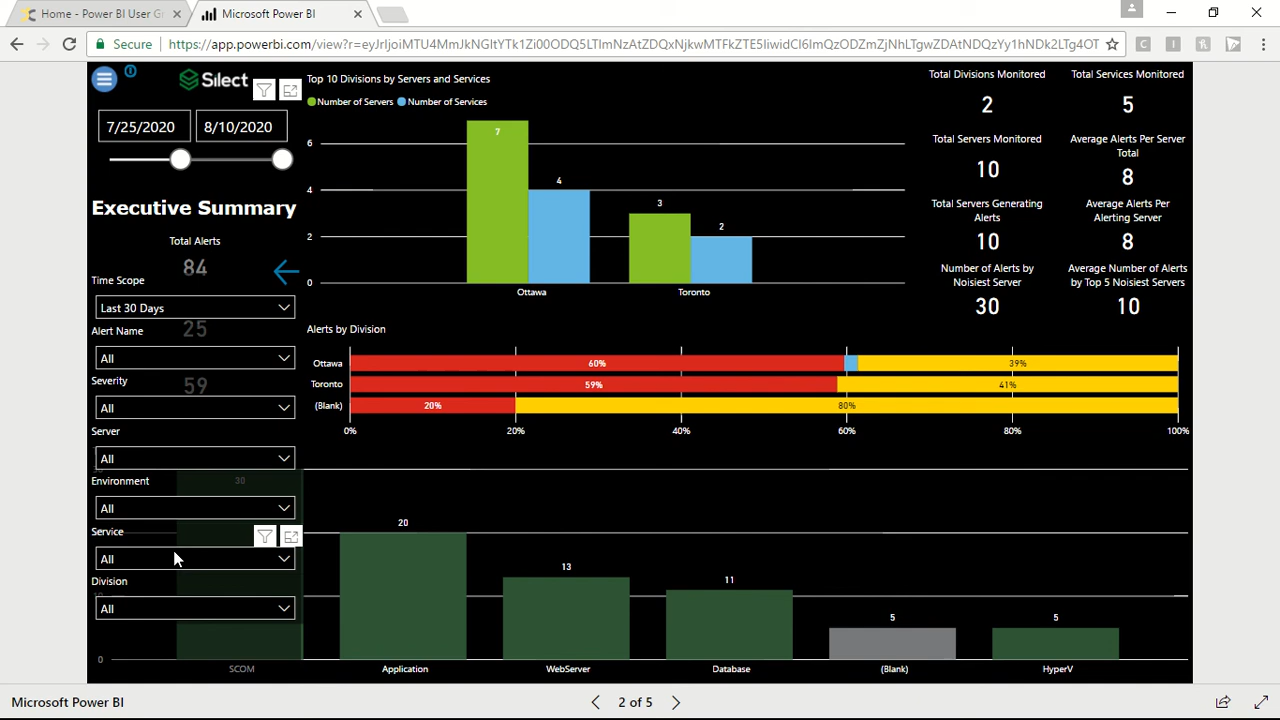 Home - Power BI User Gr
Microsoft Power BI
Secure
Silect
7/25/2020
8/10/2020
Executive Summary
Total Alerts
84
Time Scope
Last 30 Days
25
Alert Name
All
Severity
59
All
Server
All
Environment
All
Service
All
Division
All
Top 10 Divisions by Servers and Services
Number of Servers Number of Services
6
4
2
0
7
4
3
2
Ottawa
Toronto
Total Divisions Monitored
2
Total Services Monitored
5
Total Servers Monitored
10
Average Alerts Per Server
Total
8
Total Servers Generating
Alerts
10
Average Alerts Per
Alerting Server
8
Number of Alerts by
Noisiest Server
30
Average Number of Alerts
by Top 5 Noisiest Servers
10
Alerts by Division
Ottawa 60% 39%
Toronto 59% 41%
(Blank) 20% 80%
0% 20% 40% 60% 80% 100%
30
20
13
11
5
5
0
SCOM
Application
WebServer
Database
(Blank)
HyperV
Microsoft Power BI
2 of 5